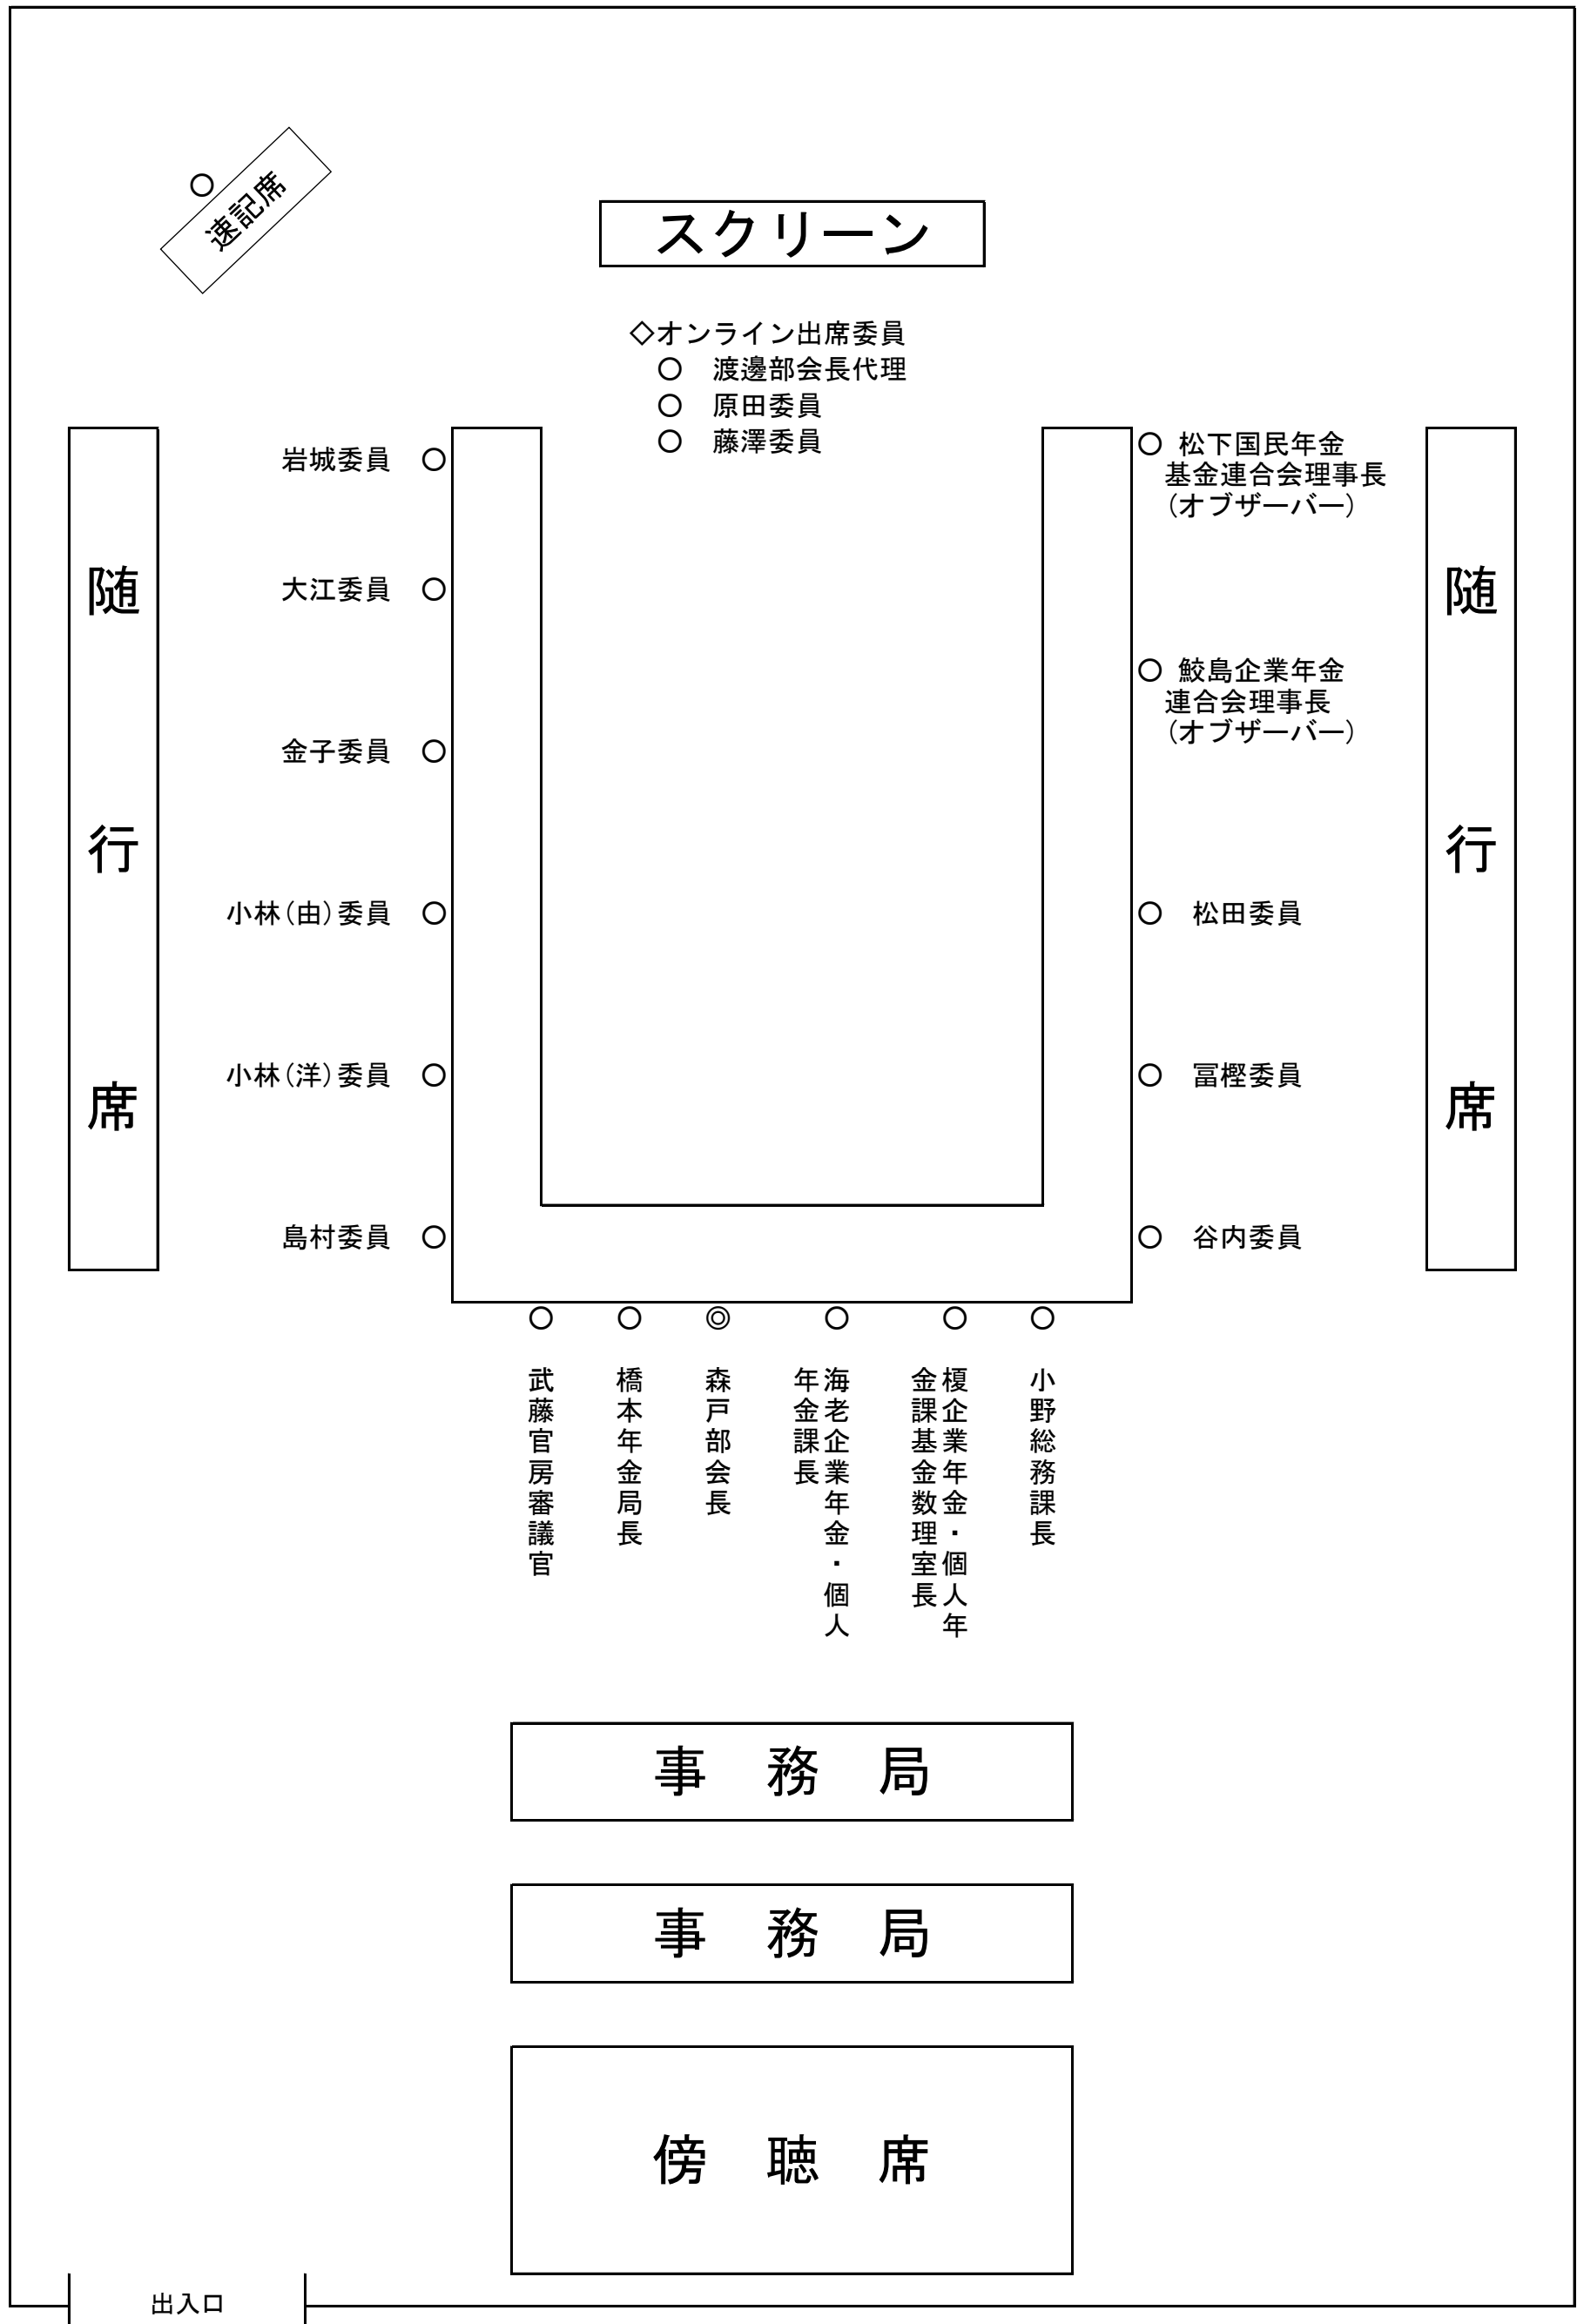 速記席
○
スクリーン
◇オンライン出席委員
○　渡邊部会長代理
○　原田委員
○　藤澤委員
随行席
岩城委員　○
大江委員　○
金子委員　○
小林（由）委員　○
小林（洋）委員　○
島村委員　○
○ 松下国民年金
基金連合会理事長
（オブザーバー）
○ 鮫島企業年金
連合会理事長
（オブザーバー）
○　松田委員
○　冨樫委員
○　谷内委員
随行席
○　武藤官房審議官
○　橋本年金局長
◎　森戸部会長
○　海老企業年金・個人
年金課長
○　榎企業年金・個人年
金課基金数理室長
○　小野総務課長
事　務　局
事　務　局
傍　聴　席
出入口